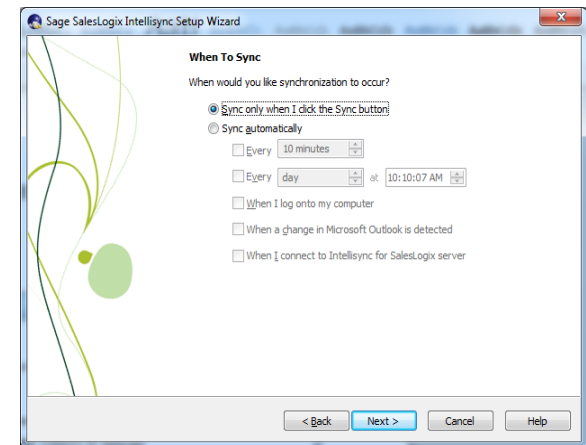 Sage SalesLogix Intellisync Setup Wizard
When To Sync
When would you like synchronization to occur?
Sync only when I click the Sync button
Sync automatically
Every 10 minutes
Every day at 10:10:07 AM
When I log onto my computer
When a change in Microsoft Outlook is detected
When I connect to Intellisync for SalesLogix server
< Back Next > Cancel Help